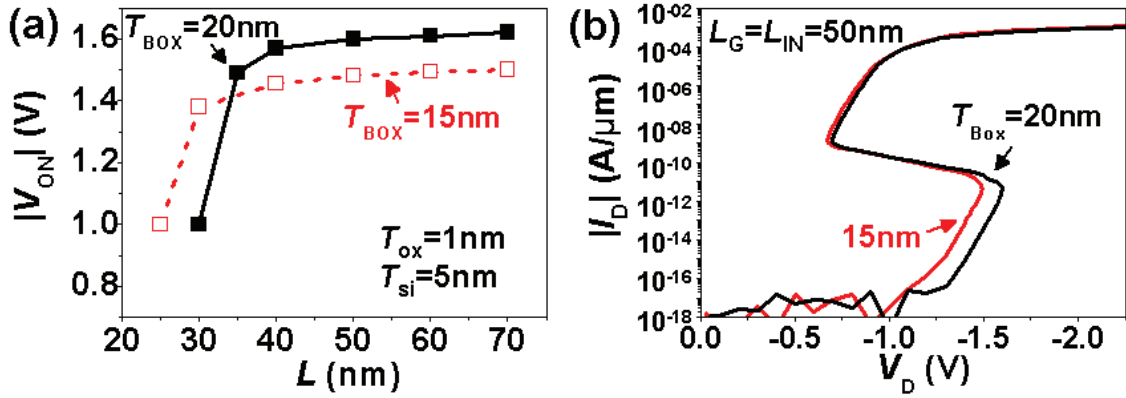 (a)
T_BOX=20nm
T_BOX=15nm
T_ox=1nm
T_si=5nm
|V_ON| (V)
1.6
1.4
1.2
1.0
0.8
20 30 40 50 60 70
L (nm)
(b)
L_G=L_IN=50nm
T_Box=20nm
15nm
|I_D| (A/μm)
10^-02
10^-04
10^-06
10^-08
10^-10
10^-12
10^-14
10^-16
10^-18
0.0 -0.5 -1.0 -1.5 -2.0
V_D (V)